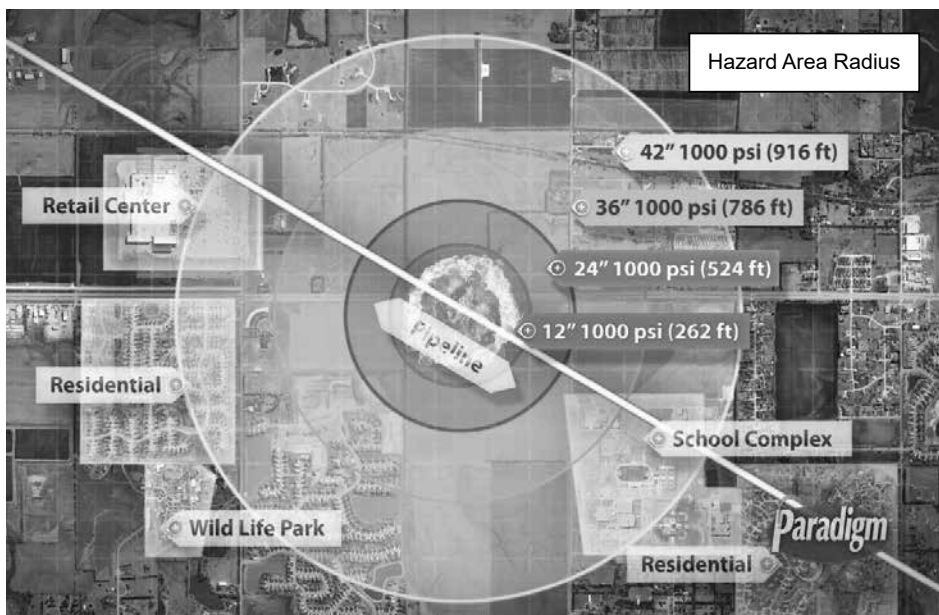 Hazard Area Radius
42" 1000 psi (916 ft)
Retail Center
36" 1000 psi (786 ft)
24" 1000 psi (524 ft)
12" 1000 psi (262 ft)
Pipeline
Residential
School Complex
Wild Life Park
Paradigm
Residential